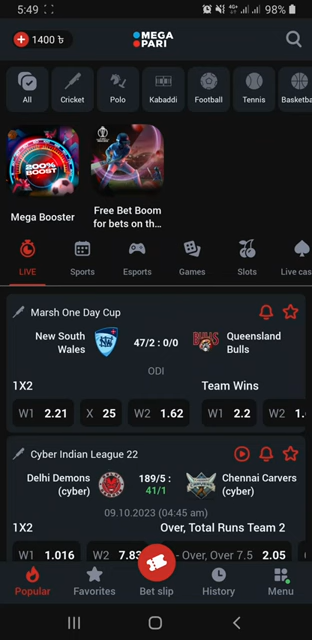 5:49
4G+
98%
1400 ৳
MEGA
PARI
All
Cricket
Polo
Kabaddi
Football
Tennis
Basketba
200%
BOOST
Mega Booster
Free Bet Boom
for bets on th...
LIVE
Sports
Esports
Games
Slots
Live cas
Marsh One Day Cup
New South
Wales
47/2 : 0/0
BULLS
Queensland
Bulls
ODI
1X2
Team Wins
W1 2.21
X 25
W2 1.62
W1 2.2
W2 1.
Cyber Indian League 22
Delhi Demons
(cyber)
189/5 :
41/1
Chennai Carvers
(cyber)
09.10.2023 (04:45 am)
1X2
Over, Total Runs Team 2
W1 1.016
W2 7.83
- Over, Over 7.5 2.05
Popular
Favorites
Bet slip
History
Menu